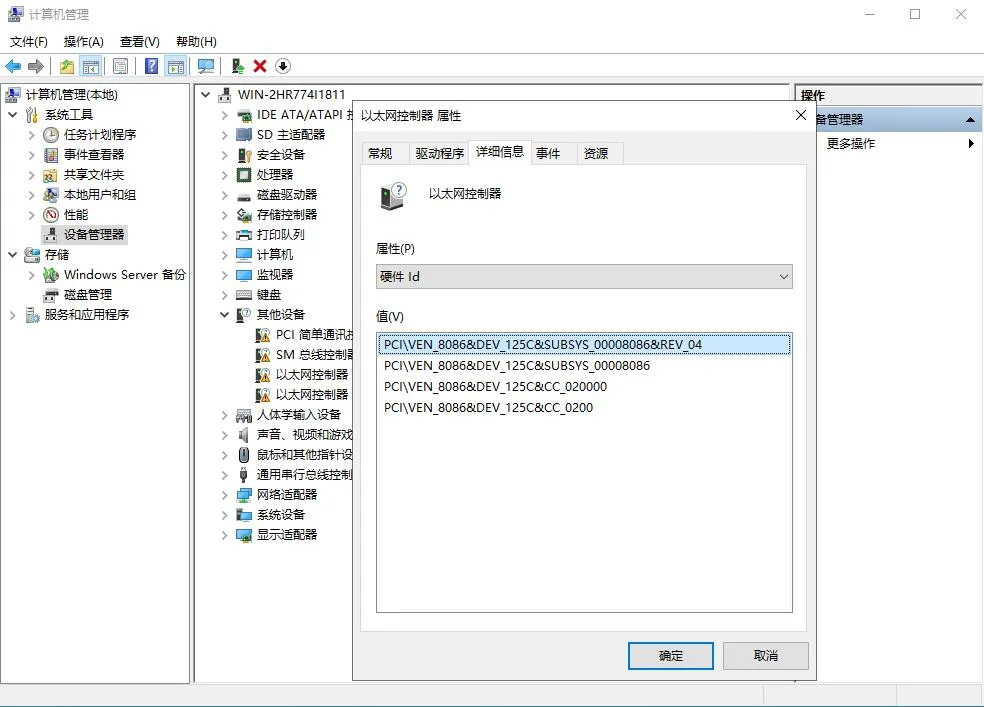 计算机管理
文件(F) 操作(A) 查看(V) 帮助(H)
计算机管理(本地)
系统工具
任务计划程序
事件查看器
共享文件夹
本地用户和组
性能
设备管理器
存储
Windows Server 备份
磁盘管理
服务和应用程序
WIN-2HR774I1811
IDE ATA/ATAPI 控
SD 主适配器
安全设备
处理器
磁盘驱动器
存储控制器
打印队列
计算机
监视器
键盘
其他设备
PCI 简单通讯控
SM 总线控制器
以太网控制器
以太网控制器
人体学输入设备
声音、视频和游戏
鼠标和其他指针设
通用串行总线控制
网络适配器
系统设备
显示适配器
以太网控制器 属性
常规 驱动程序 详细信息 事件 资源
以太网控制器
属性(P)
硬件 Id
值(V)
PCI\VEN_8086&DEV_125C&SUBSYS_00008086&REV_04
PCI\VEN_8086&DEV_125C&SUBSYS_00008086
PCI\VEN_8086&DEV_125C&CC_020000
PCI\VEN_8086&DEV_125C&CC_0200
确定 取消
操作
备管理器
更多操作